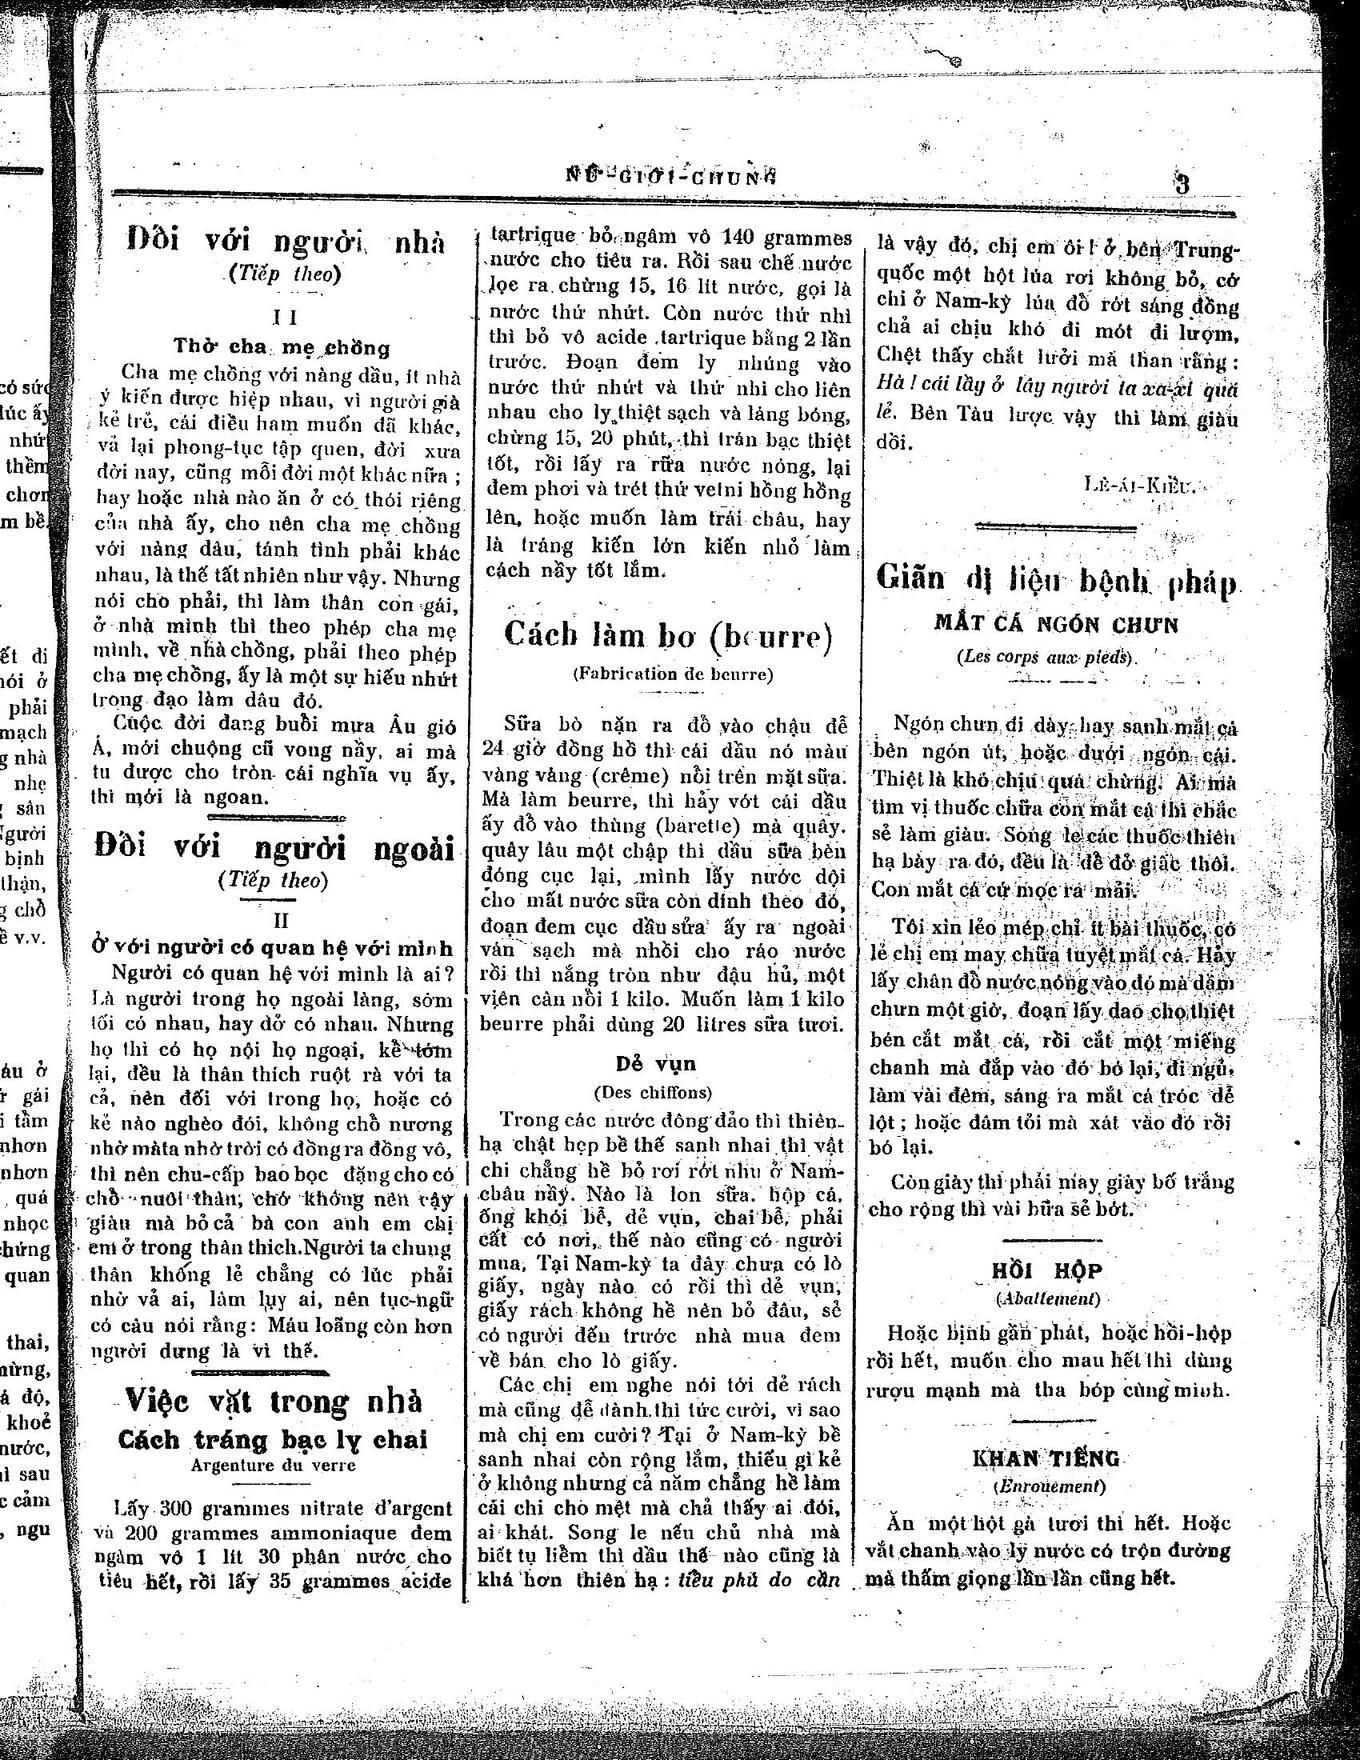 NỮ-GIỚI-CHUNG
3
Đối với người nhà
(Tiếp theo)
II
Thờ cha mẹ chồng
Cha mẹ chồng với nàng dâu, ít nhà
ý kiến được hiệp nhau, vì người già
kẻ trẻ, cái điều ham muốn đã khác,
vả lại phong-tục tập quen, đời xưa
đời nay, cũng mỗi đời một khác nữa ;
hay hoặc nhà nào ăn ở có thói riêng
của nhà ấy, cho nên cha mẹ chồng
với nàng dâu, tánh tình phải khác
nhau, là thế tất nhiên như vậy. Nhưng
nói cho phải, thì làm thân con gái,
ở nhà mình thì theo phép cha mẹ
mình, về nhà chồng, phải theo phép
cha mẹ chồng, ấy là một sự hiếu nhứt
trong đạo làm dâu đó.
Cuộc đời đang buổi mưa Âu gió
Á, mới chuộng cũ vong nầy, ai mà
tu được cho tròn cái nghĩa vụ ấy,
thì mới là ngoan.
Đối với người ngoài
(Tiếp theo)
II
Ở với người có quan hệ với mình
Người có quan hệ với mình là ai?
Là người trong họ ngoài làng, sớm
tối có nhau, hay dở có nhau. Nhưng
họ thì có họ nội họ ngoại, kể tóm
lại, đều là thân thích ruột rà với ta
cả, nên đối với trong họ, hoặc có
kẻ nào nghèo đói, không chỗ nương
nhờ mà ta nhờ trời có đồng ra đồng vô,
thì nên chu-cấp bao bọc đặng cho có
chỗ nuôi thân, chớ không nên cậy
giàu mà bỏ cả bà con anh em chị
em ở trong thân thích. Người ta chung
thân không lẽ chẳng có lúc phải
nhờ vả ai, làm lụy ai, nên tục-ngữ
có câu nói rằng: Máu loãng còn hơn
người dưng là vì thế.
Việc vặt trong nhà
Cách tráng bạc ly chai
Argenture du verre
Lấy 300 grammes nitrate d'argent
và 200 grammes ammoniaque đem
ngâm vô 1 lít 30 phân nước cho
tiêu hết, rồi lấy 35 grammes acide
tartrique bỏ ngâm vô 140 grammes
nước cho tiêu ra. Rồi sau chế nước
lọc ra chừng 15, 16 lít nước, gọi là
nước thứ nhứt. Còn nước thứ nhì
thì bỏ vô acide tartrique bằng 2 lần
trước. Đoạn đem ly nhúng vào
nước thứ nhứt và thứ nhì cho liên
nhau cho ly thiệt sạch và láng bóng,
chừng 15, 20 phút, thì trán bạc thiệt
tốt, rồi lấy ra rữa nước nóng, lại
đem phơi và trét thứ vetni hồng hồng
lên, hoặc muốn làm trái châu, hay
là tráng kiến lớn kiến nhỏ làm
cách nầy tốt lắm.
Cách làm bơ (beurre)
(Fabrication de beurre)
Sữa bò nặn ra đổ vào chậu để
24 giờ đồng hồ thì cái dầu nó màu
vàng vàng (crême) nổi trên mặt sữa.
Mà làm beurre, thì hảy vớt cái dầu
ấy đổ vào thùng (barette) mà quây.
quây lâu một chập thì dầu sữa bèn
đóng cục lại, mình lấy nước dội
cho mất nước sữa còn dính theo đó,
đoạn đem cục dầu sửa ấy ra ngoài
ván sạch mà nhồi cho ráo nước
rồi thì nắng tròn như đậu hủ, một
viên cân nồi 1 kilo. Muốn làm 1 kilo
beurre phải dùng 20 litres sữa tươi.
Dẻ vụn
(Des chiffons)
Trong các nước đông đảo thì thiên-
hạ chật hẹp bề thế sanh nhai thì vật
chi chẳng hề bỏ rơi rớt như ở Nam-
châu nầy. Nào là lon sữa, hộp cá,
ống khói bể, dẻ vụn, chai bể, phải
cất có nơi, thế nào cũng có người
mua, Tại Nam-kỳ ta đây chưa có lò
giấy, ngày nào có rồi thì dẻ vụn,
giấy rách không hề nên bỏ đâu, sẽ
có người đến trước nhà mua đem
về bán cho lò giấy.
Các chị em nghe nói tới dẻ rách
mà cũng để dành thì tức cười, vì sao
mà chị em cười? Tại ở Nam-kỳ bề
sanh nhai còn rộng lắm, thiếu gì kẻ
ở không nhưng cả năm chẳng hề làm
cái chi cho mệt mà chả thấy ai đói,
ai khát. Song le nếu chủ nhà mà
biết tụ liễm thì dầu thế nào cũng là
khá hơn thiên hạ : tiểu phú do cần
là vậy đó, chị em ôi ! ở bên Trung-
quốc một hột lúa rơi không bỏ, cớ
chi ở Nam-kỳ lúa đổ rớt sáng đồng
chả ai chịu khó đi mót đi lượm,
Chệt thấy chắt lưỡi mà than rằng :
Hà ! cái lầy ở láy người ta xa-xỉ quá
lẻ. Bên Tàu lược vậy thì làm giàu
dồi.
LÊ-ÁI-KIỀU.
Giãn dị liệu bệnh pháp
MẮT CÁ NGÓN CHƯN
(Les corps aux pieds).
Ngón chưn đi dày hay sanh mắt cá
bên ngón út, hoặc dưới ngón cái.
Thiệt là khó chịu quá chừng. Ai mà
tìm vị thuốc chữa con mắt cá thì chắc
sẽ làm giàu. Song le các thuốc thiên
hạ bày ra đó, đều là để đỡ giấc thôi.
Con mắt cá cứ mọc ra mải.
Tôi xin lẻo mép chỉ ít bài thuốc, có
lẻ chị em may chữa tuyệt mắt cá. Hảy
lấy chân đồ nước nóng vào đó mà dầm
chưn một giờ, đoạn lấy dao cho thiệt
bén cắt mắt cá, rồi cắt một miếng
chanh mà đắp vào đó bó lại, đi ngủ,
làm vài đêm, sáng ra mắt cá tróc dể
lột ; hoặc đâm tỏi mà xát vào đó rồi
bó lại.
Còn giày thì phải may giày bố trắng
cho rộng thì vài bữa sẻ bớt.
HỒI HỘP
(Abattement)
Hoặc bịnh gần phát, hoặc hồi-hộp
rồi hết, muốn cho mau hết thì dùng
rượu mạnh mà tha bóp cùng mình.
KHAN TIẾNG
(Enrouement)
Ăn một hột gà tươi thì hết. Hoặc
vắt chanh vào ly nước có trộn đường
mà thấm giọng lần lần cũng hết.